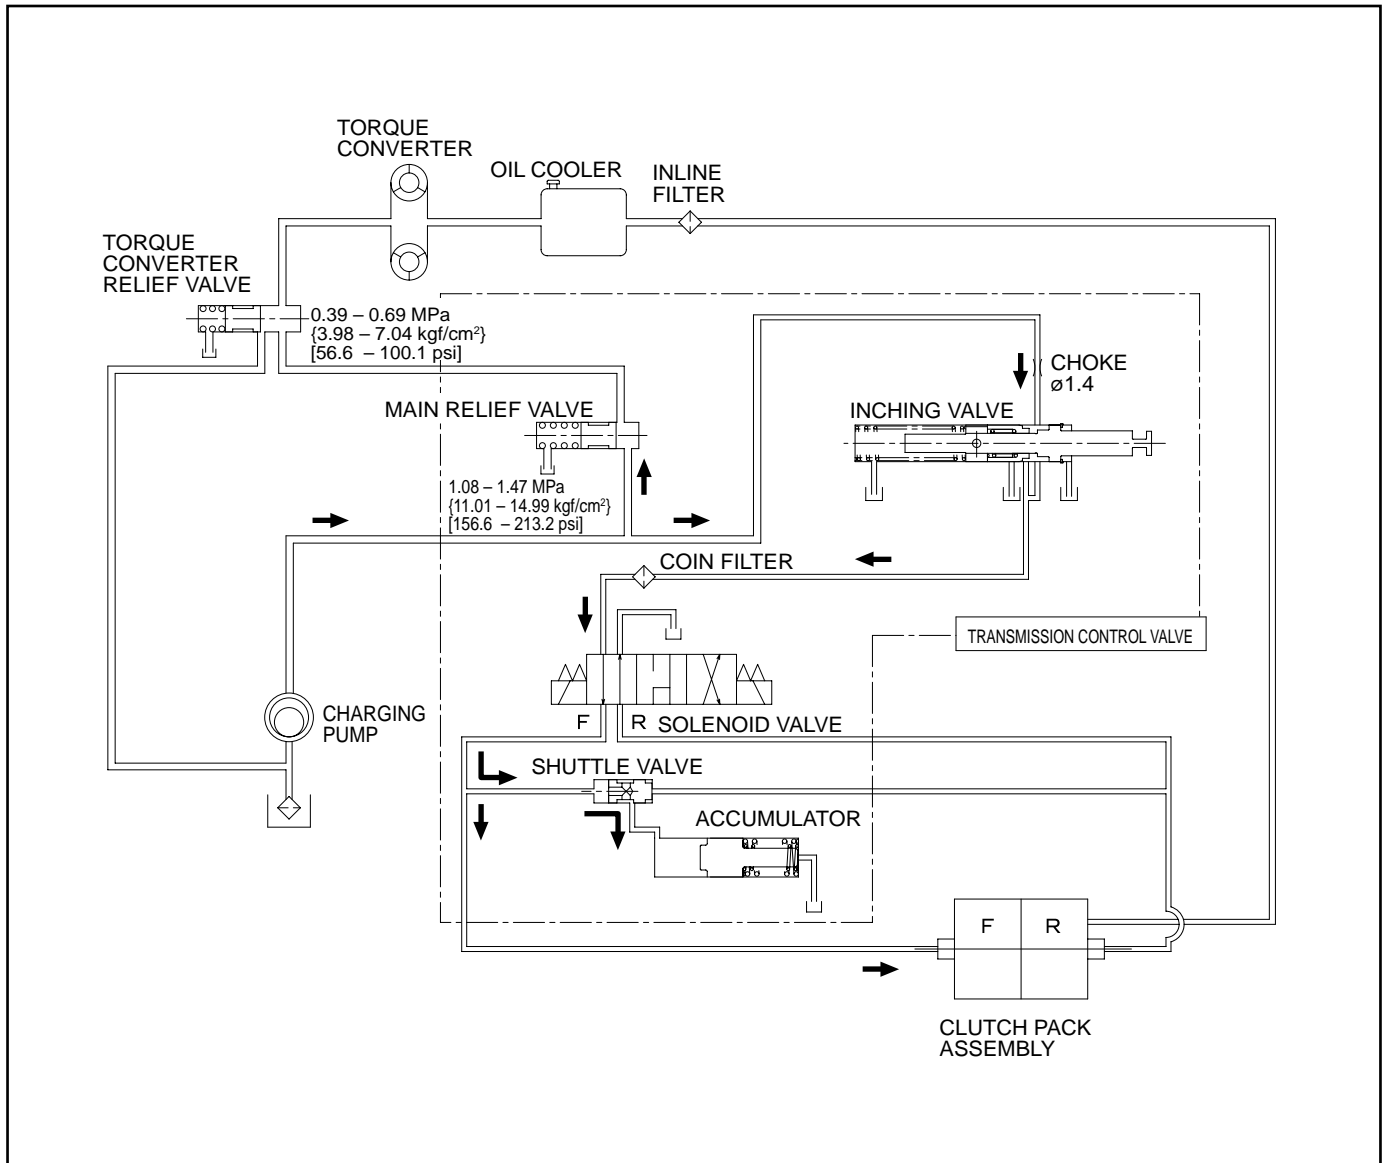 TORQUE
CONVERTER
OIL COOLER
INLINE
FILTER
TORQUE
CONVERTER
RELIEF VALVE
0.39 – 0.69 MPa
{3.98 – 7.04 kgf/cm²}
[56.6 – 100.1 psi]
CHOKE
ø1.4
MAIN RELIEF VALVE
INCHING VALVE
1.08 – 1.47 MPa
{11.01 – 14.99 kgf/cm²}
[156.6 – 213.2 psi]
COIN FILTER
TRANSMISSION CONTROL VALVE
CHARGING
PUMP
F
R
SOLENOID VALVE
SHUTTLE VALVE
ACCUMULATOR
F
R
CLUTCH PACK
ASSEMBLY